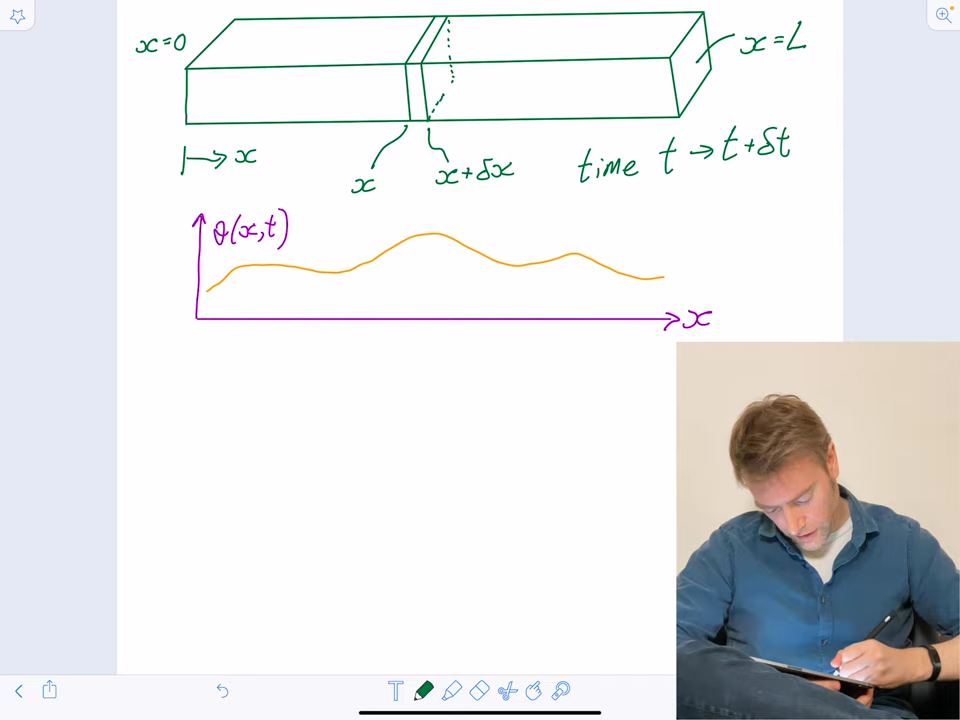 x=0
x=L
x
x
x+δx
time t→t+δt
θ(x,t)
x
T